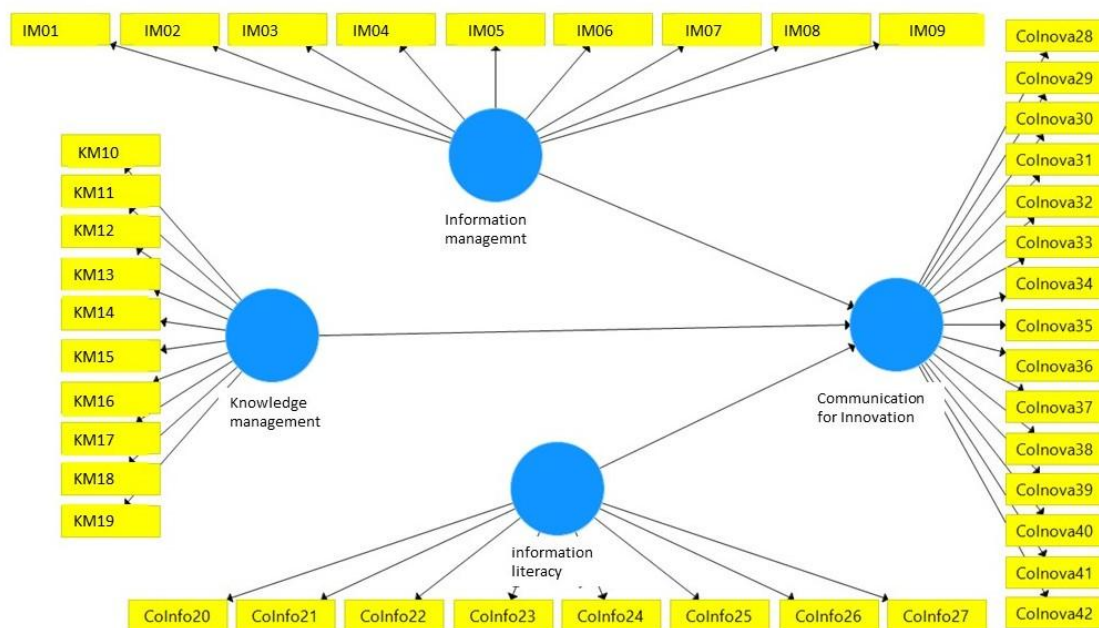 IM01
IM02
IM03
IM04
IM05
IM06
IM07
IM08
IM09
KM10
KM11
KM12
KM13
KM14
KM15
KM16
KM17
KM18
KM19
Information
managemnt
Knowledge
management
information
literacy
Communication
for Innovation
CoInfo20
CoInfo21
CoInfo22
CoInfo23
CoInfo24
CoInfo25
CoInfo26
CoInfo27
CoInova28
CoInova29
CoInova30
CoInova31
CoInova32
CoInova33
CoInova34
CoInova35
CoInova36
CoInova37
CoInova38
CoInova39
CoInova40
CoInova41
CoInova42